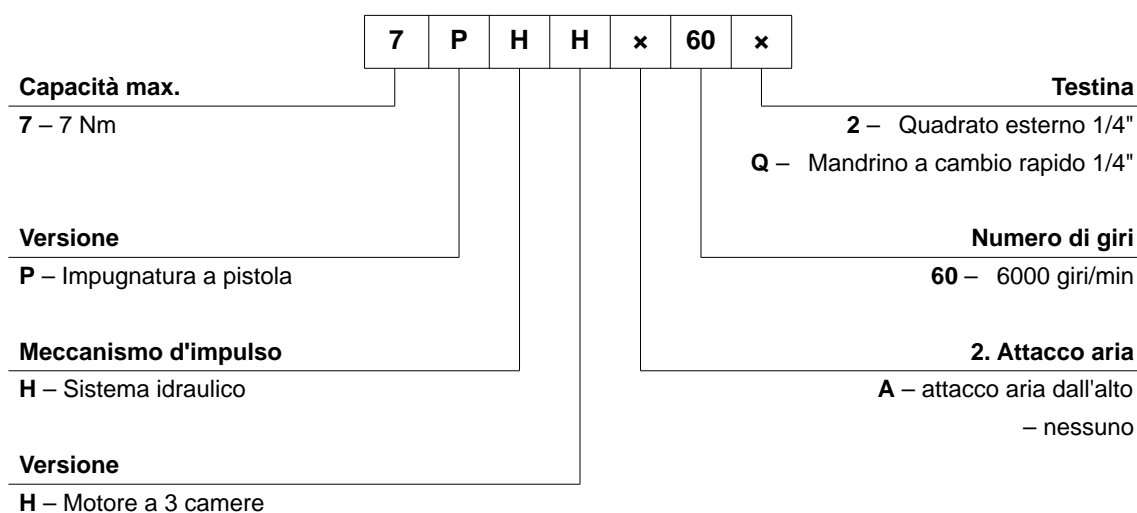 7 P H H × 60 ×
Capacità max.
7 – 7 Nm
Testina
2 – Quadrato esterno 1/4"
Q – Mandrino a cambio rapido 1/4"
Versione
P – Impugnatura a pistola
Numero di giri
60 – 6000 giri/min
Meccanismo d'impulso
H – Sistema idraulico
2. Attacco aria
A – attacco aria dall'alto
– nessuno
Versione
H – Motore a 3 camere